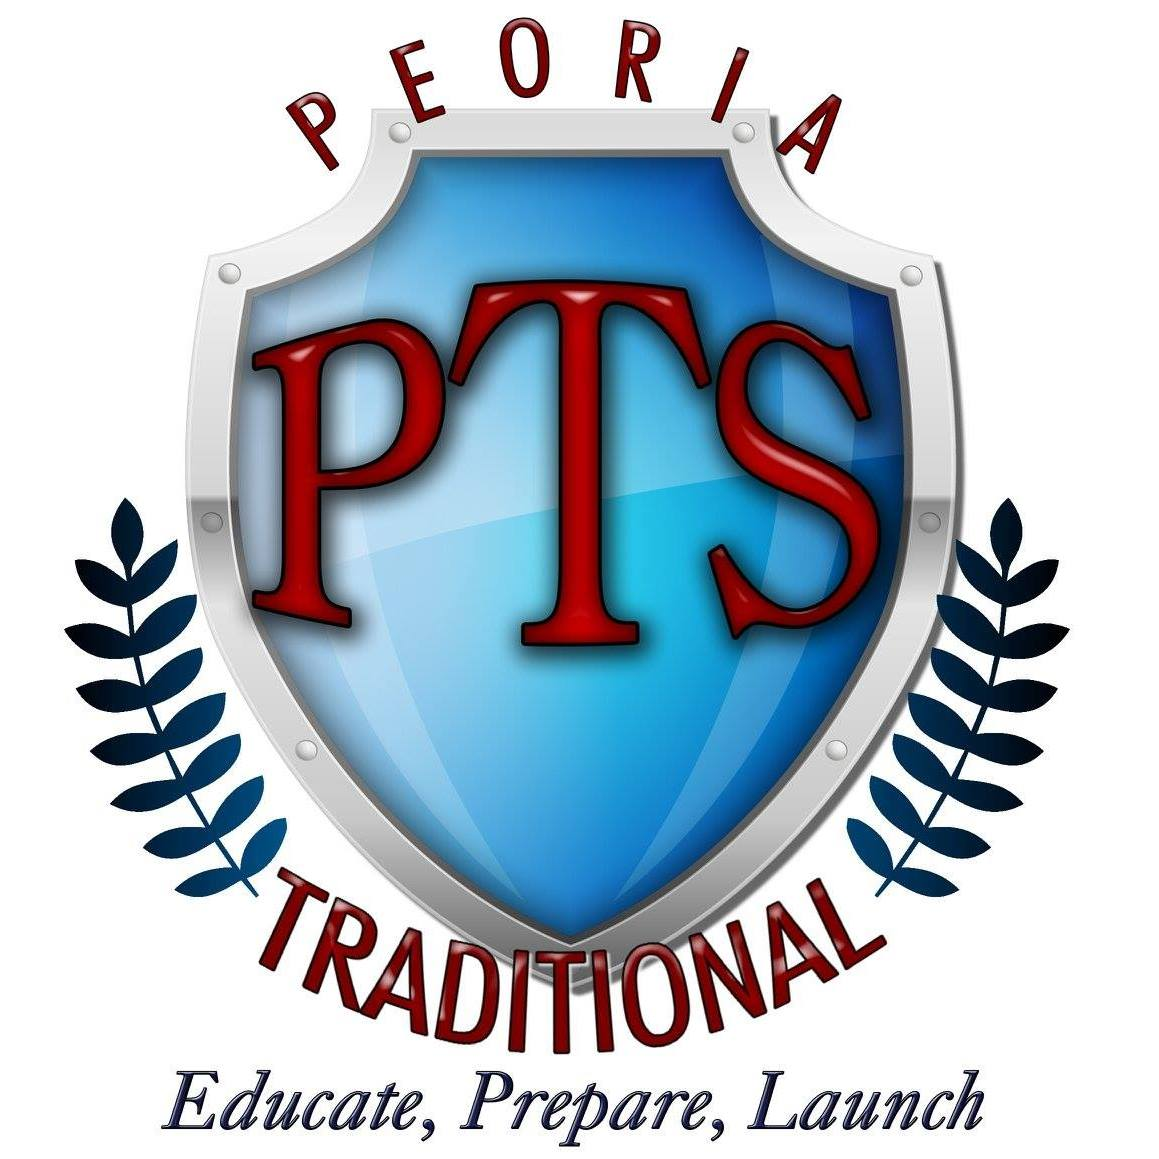 PEORIA
PTS
TRADITIONAL
Educate, Prepare, Launch